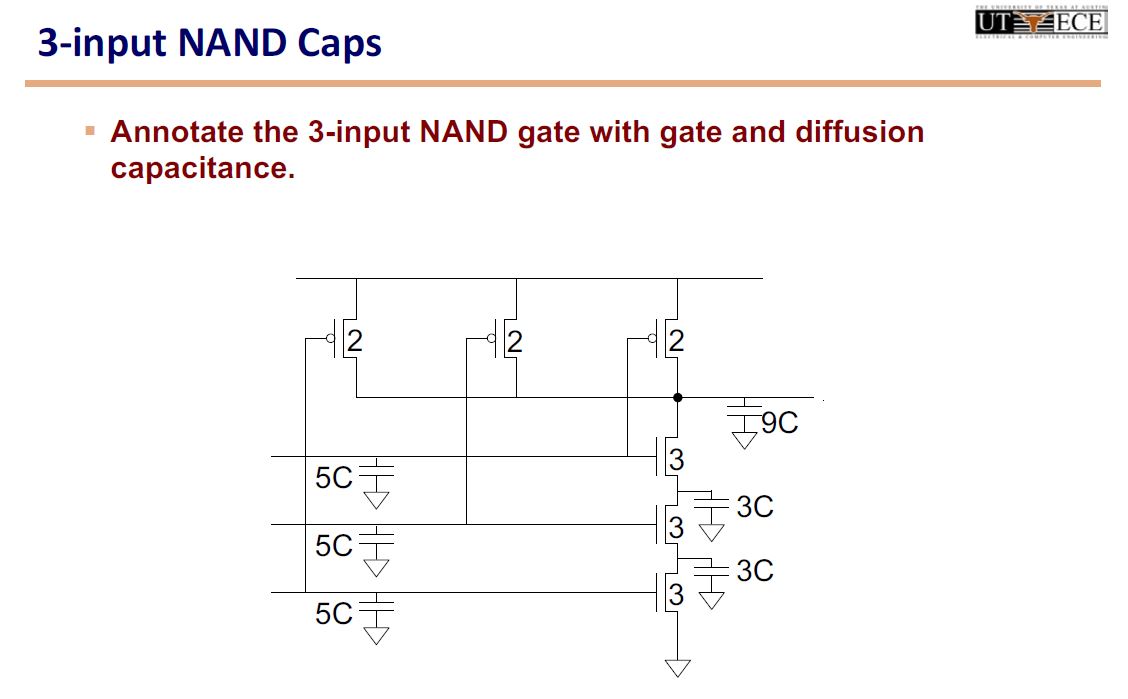 3-input NAND Caps
THE UNIVERSITY OF TEXAS AT AUSTIN
UT ECE
ELECTRICAL & COMPUTER ENGINEERING
▪ Annotate the 3-input NAND gate with gate and diffusion
capacitance.
2 2 2
9C
3
5C
3C
3
5C
3C
3
5C